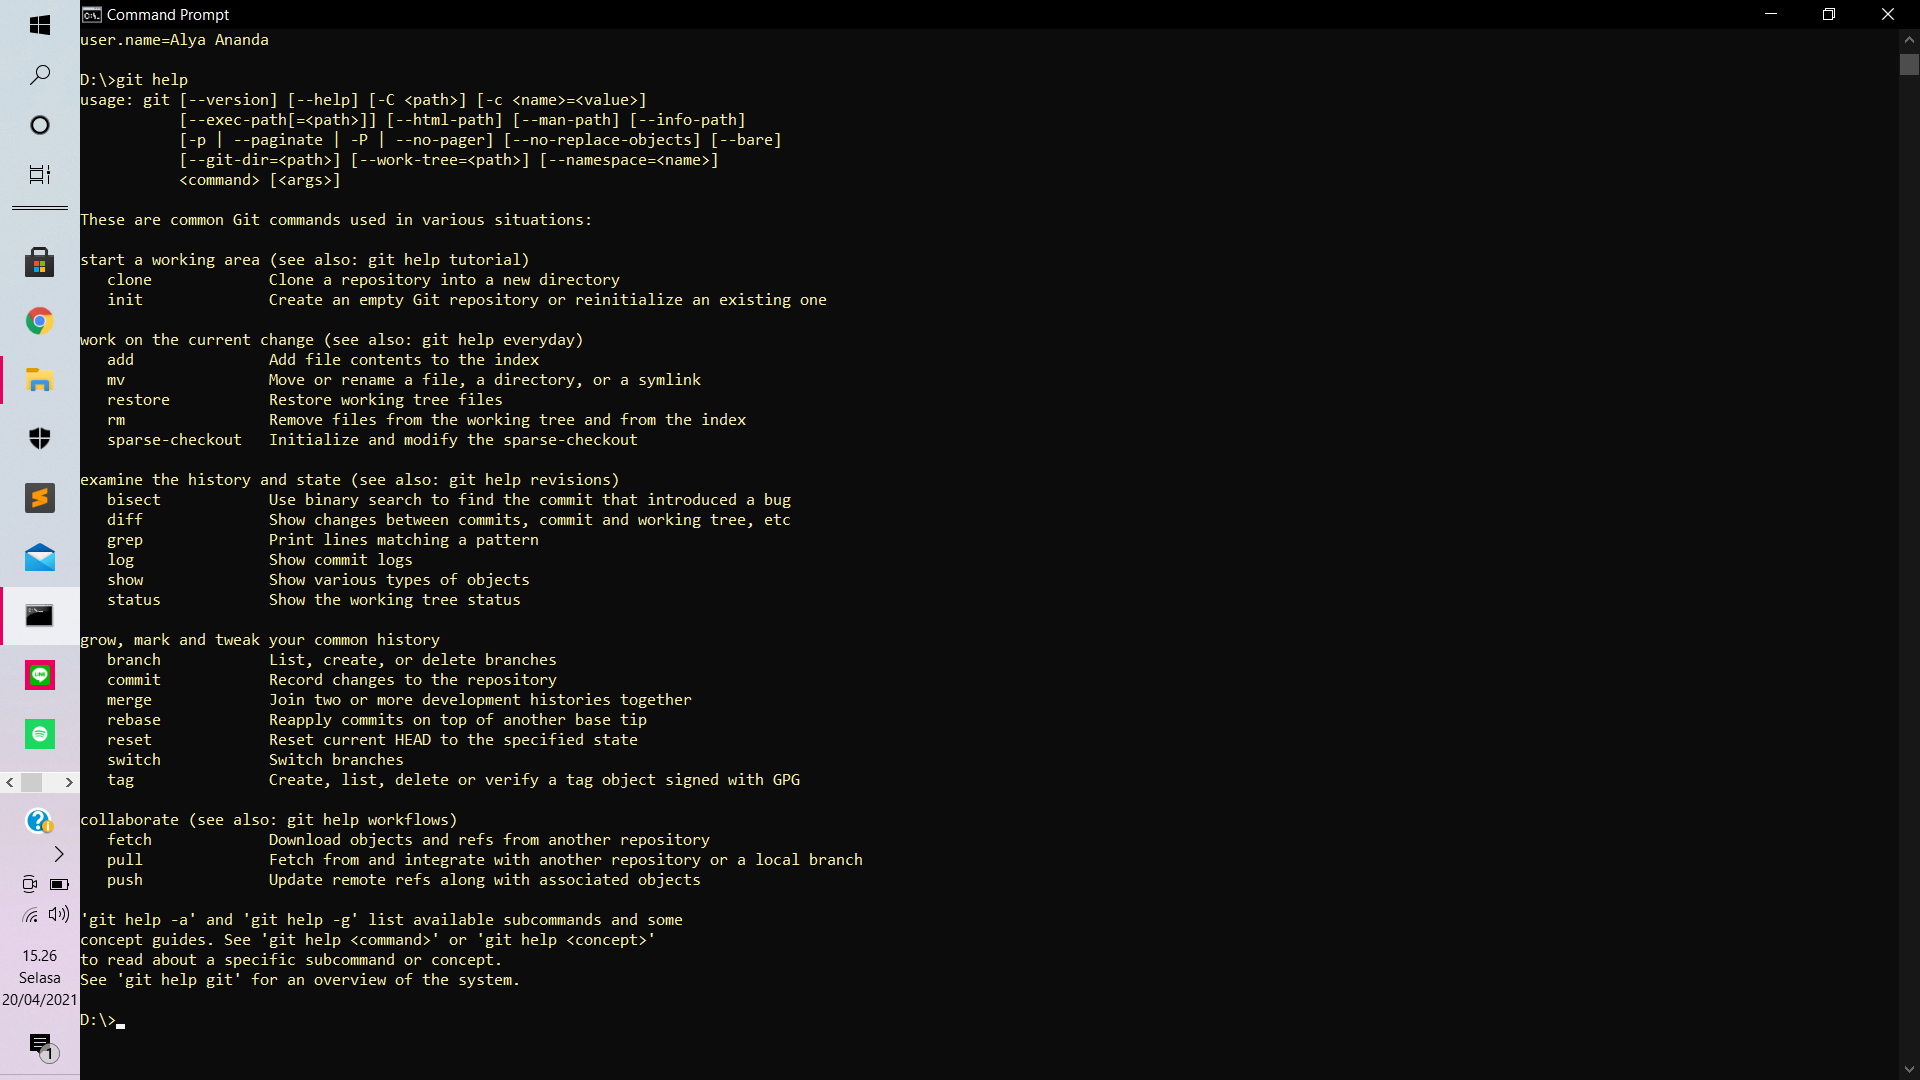 Command Prompt
user.name=Alya Ananda
D:\>git help
usage: git [--version] [--help] [-C <path>] [-c <name>=<value>]
           [--exec-path[=<path>]] [--html-path] [--man-path] [--info-path]
           [-p | --paginate | -P | --no-pager] [--no-replace-objects] [--bare]
           [--git-dir=<path>] [--work-tree=<path>] [--namespace=<name>]
           <command> [<args>]
These are common Git commands used in various situations:
start a working area (see also: git help tutorial)
   clone             Clone a repository into a new directory
   init              Create an empty Git repository or reinitialize an existing one
work on the current change (see also: git help everyday)
   add               Add file contents to the index
   mv                Move or rename a file, a directory, or a symlink
   restore           Restore working tree files
   rm                Remove files from the working tree and from the index
   sparse-checkout   Initialize and modify the sparse-checkout
examine the history and state (see also: git help revisions)
   bisect            Use binary search to find the commit that introduced a bug
   diff              Show changes between commits, commit and working tree, etc
   grep              Print lines matching a pattern
   log               Show commit logs
   show              Show various types of objects
   status            Show the working tree status
grow, mark and tweak your common history
   branch            List, create, or delete branches
   commit            Record changes to the repository
   merge             Join two or more development histories together
   rebase            Reapply commits on top of another base tip
   reset             Reset current HEAD to the specified state
   switch            Switch branches
   tag               Create, list, delete or verify a tag object signed with GPG
collaborate (see also: git help workflows)
   fetch             Download objects and refs from another repository
   pull              Fetch from and integrate with another repository or a local branch
   push              Update remote refs along with associated objects
'git help -a' and 'git help -g' list available subcommands and some
concept guides. See 'git help <command>' or 'git help <concept>'
to read about a specific subcommand or concept.
See 'git help git' for an overview of the system.
D:\>
15.26
Selasa
20/04/2021
1